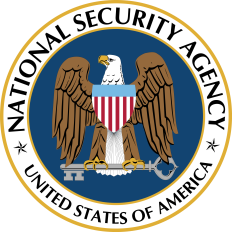 NATIONAL SECURITY AGENCY
UNITED STATES OF AMERICA